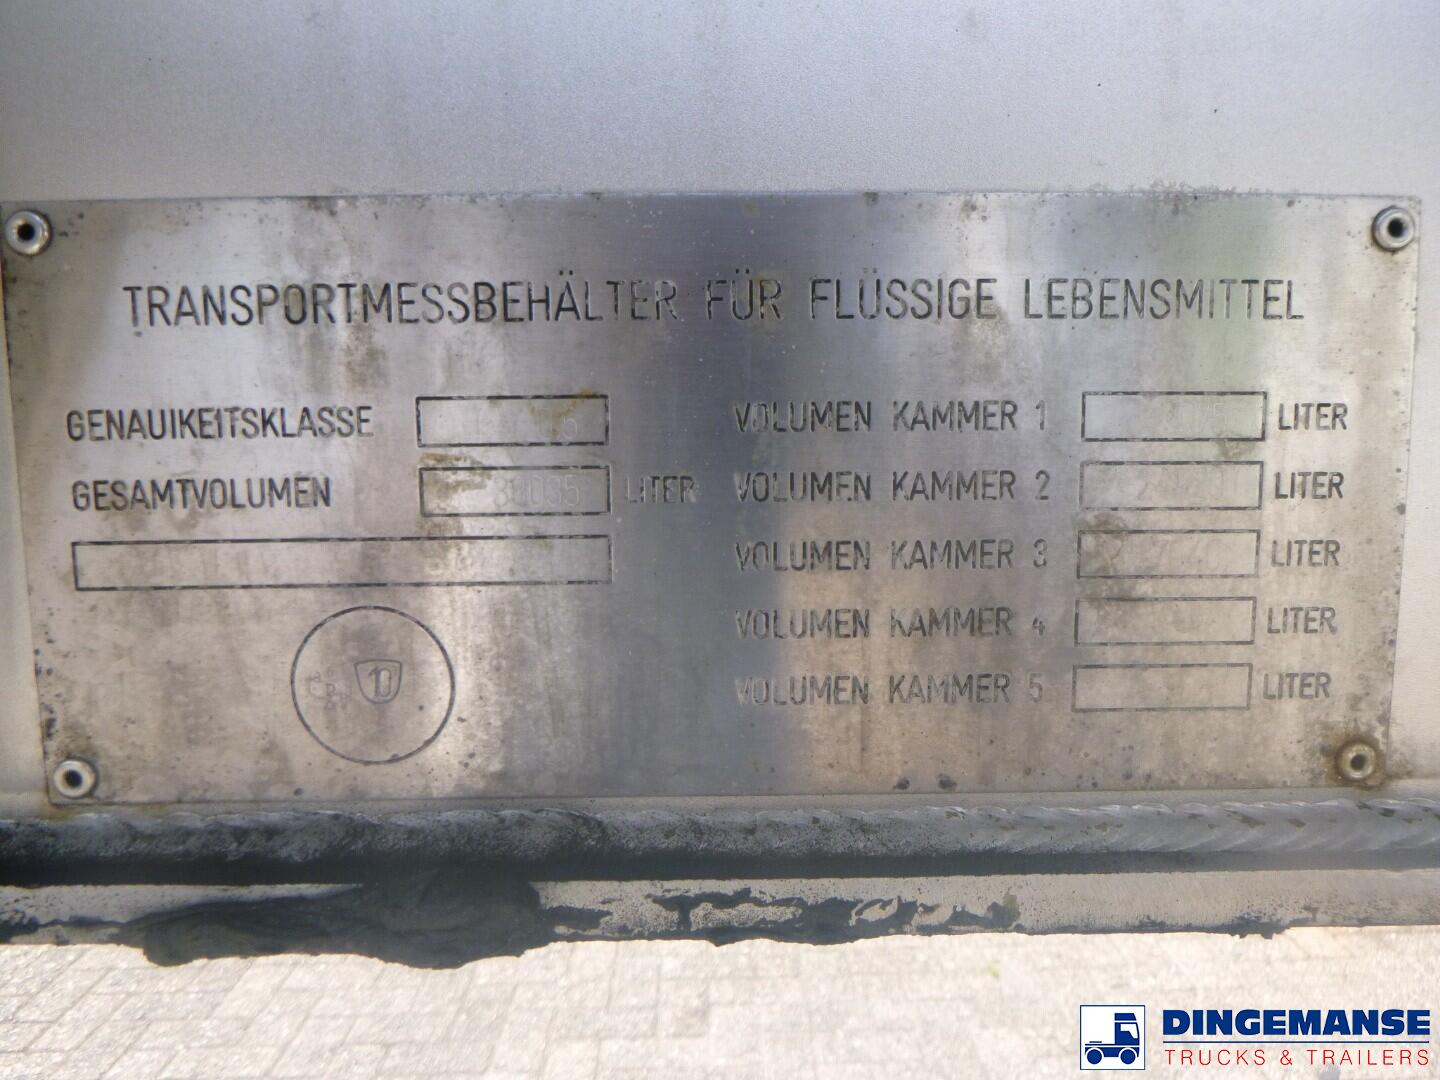 TRANSPORTMESSBEHÄLTER FÜR FLÜSSIGE LEBENSMITTEL
GENAUIKEITSKLASSE
GESAMTVOLUMEN 30035 LITER
VOLUMEN KAMMER 1 LITER
VOLUMEN KAMMER 2 LITER
VOLUMEN KAMMER 3 LITER
VOLUMEN KAMMER 4 LITER
VOLUMEN KAMMER 5 LITER
DINGEMANSE
TRUCKS & TRAILERS